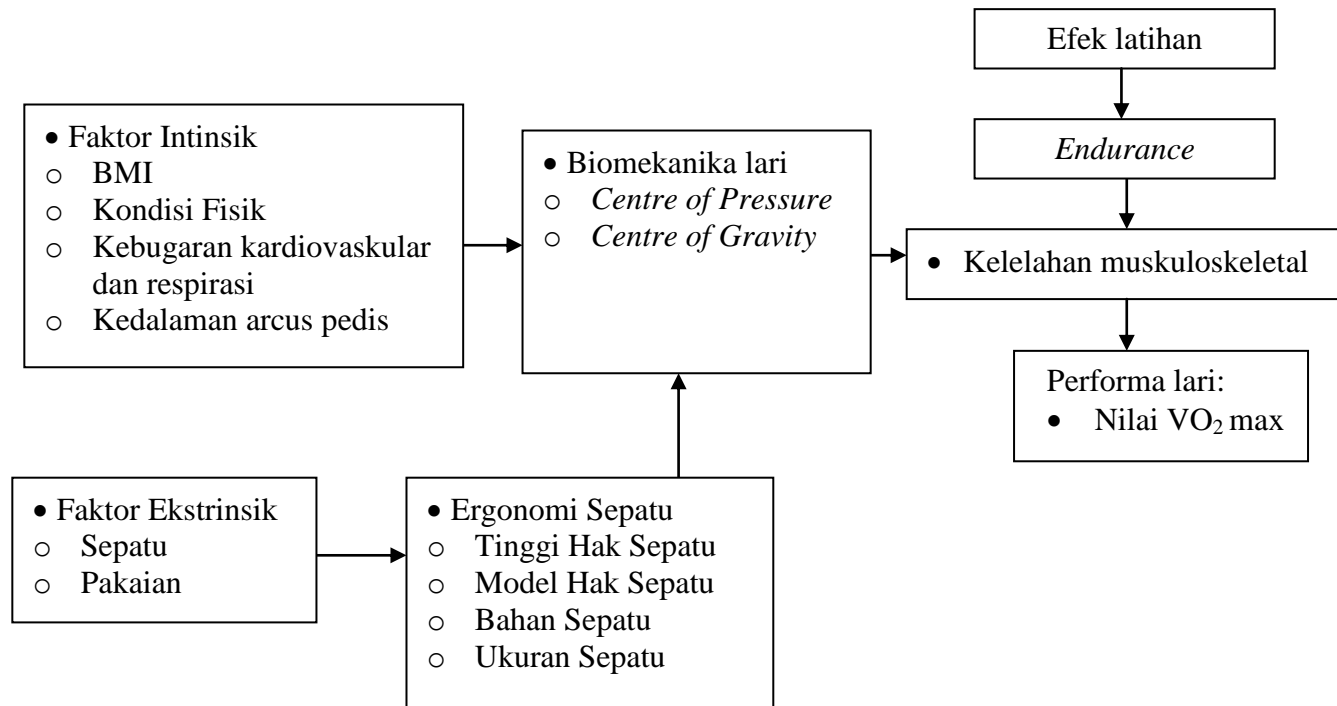 Efek latihan
Endurance
• Faktor Intinsik
○ BMI
○ Kondisi Fisik
○ Kebugaran kardiovaskular
dan respirasi
○ Kedalaman arcus pedis
• Biomekanika lari
○ Centre of Pressure
○ Centre of Gravity
• Kelelahan muskuloskeletal
Performa lari:
• Nilai VO₂ max
• Faktor Ekstrinsik
○ Sepatu
○ Pakaian
• Ergonomi Sepatu
○ Tinggi Hak Sepatu
○ Model Hak Sepatu
○ Bahan Sepatu
○ Ukuran Sepatu